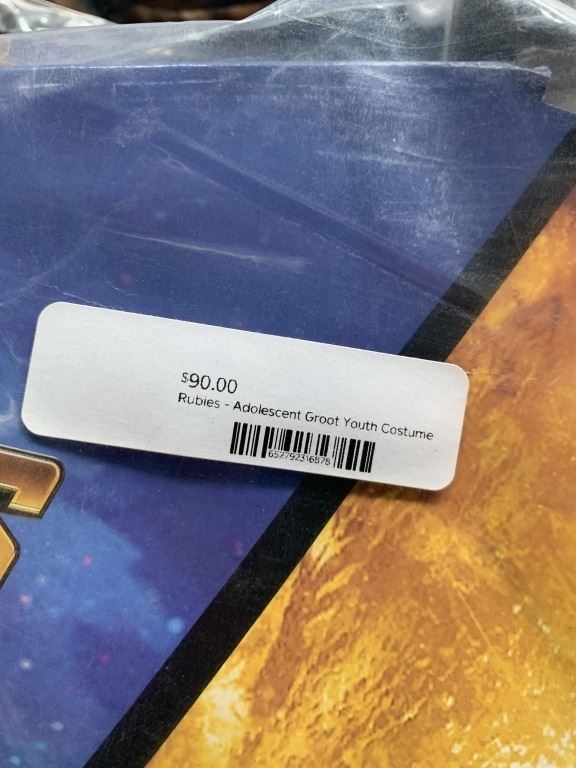 $90.00
Rubies - Adolescent Groot Youth Costume
652792316878